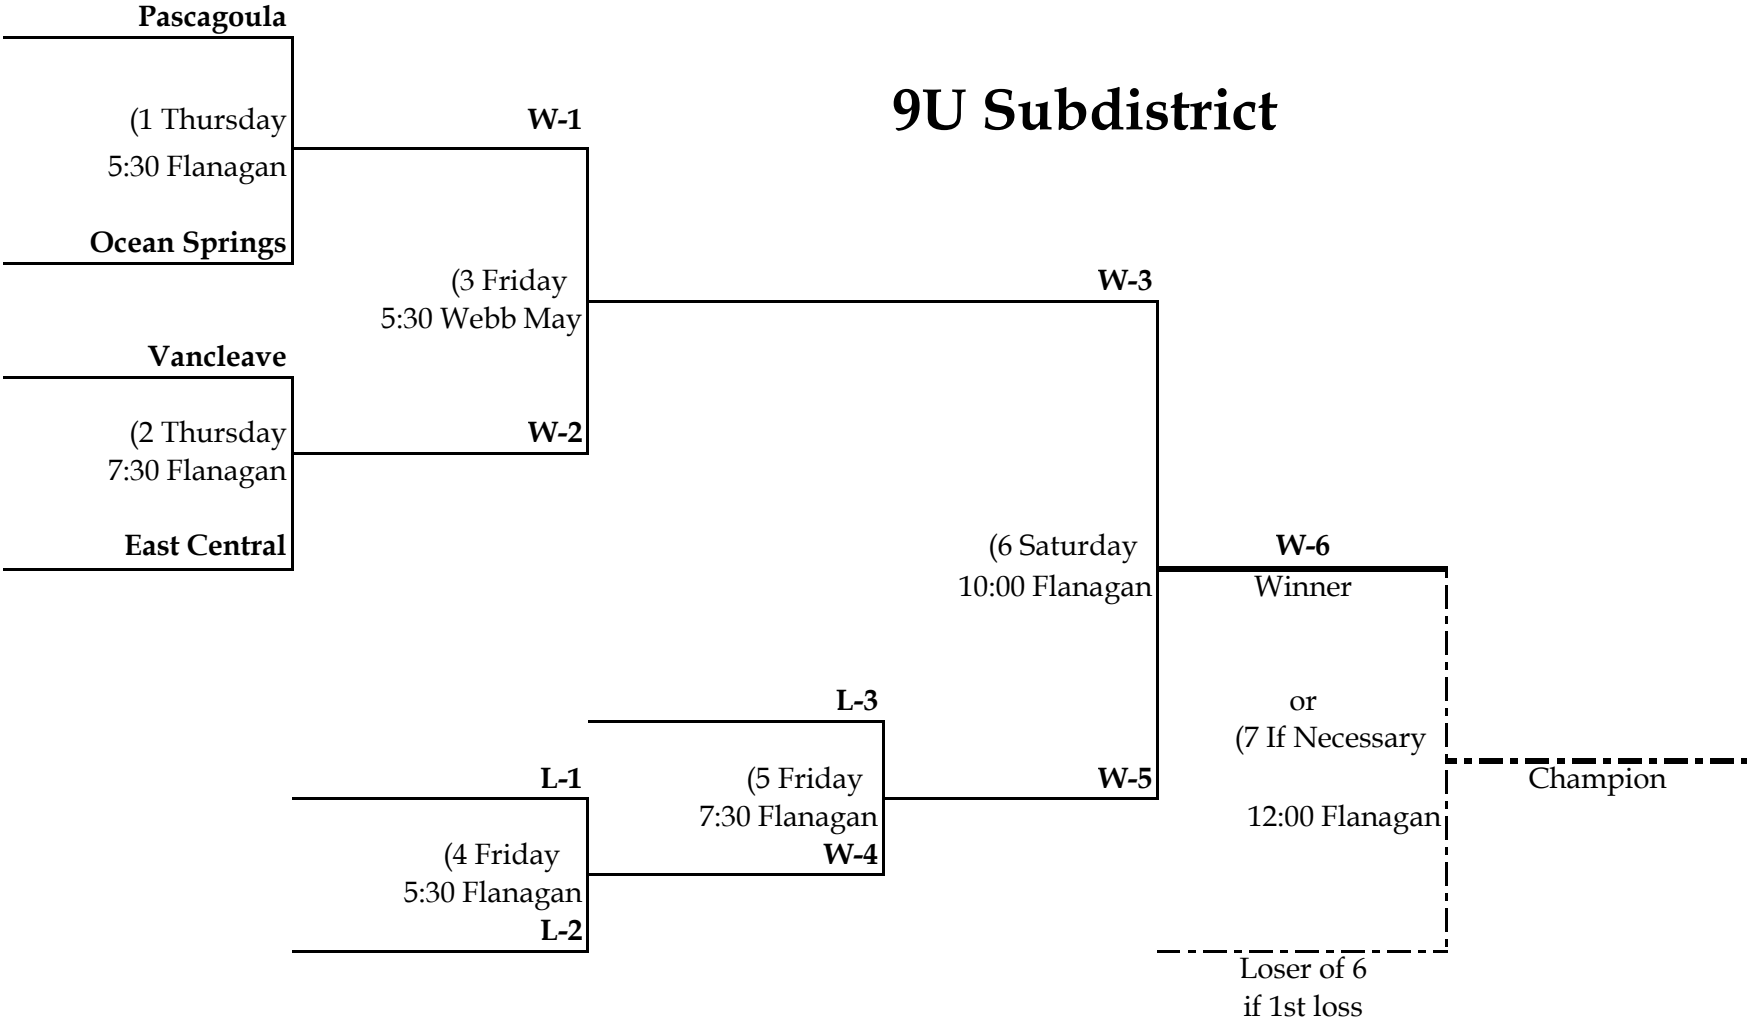 Pascagoula
9U Subdistrict
(1 Thursday
5:30 Flanagan
W-1
Ocean Springs
(3 Friday
5:30 Webb May
W-3
Vancleave
(2 Thursday
7:30 Flanagan
W-2
East Central
(6 Saturday
10:00 Flanagan
W-6
Winner
L-3
or
(7 If Necessary
L-1
(5 Friday
7:30 Flanagan
W-5
Champion
12:00 Flanagan
W-4
(4 Friday
5:30 Flanagan
L-2
Loser of 6
if 1st loss